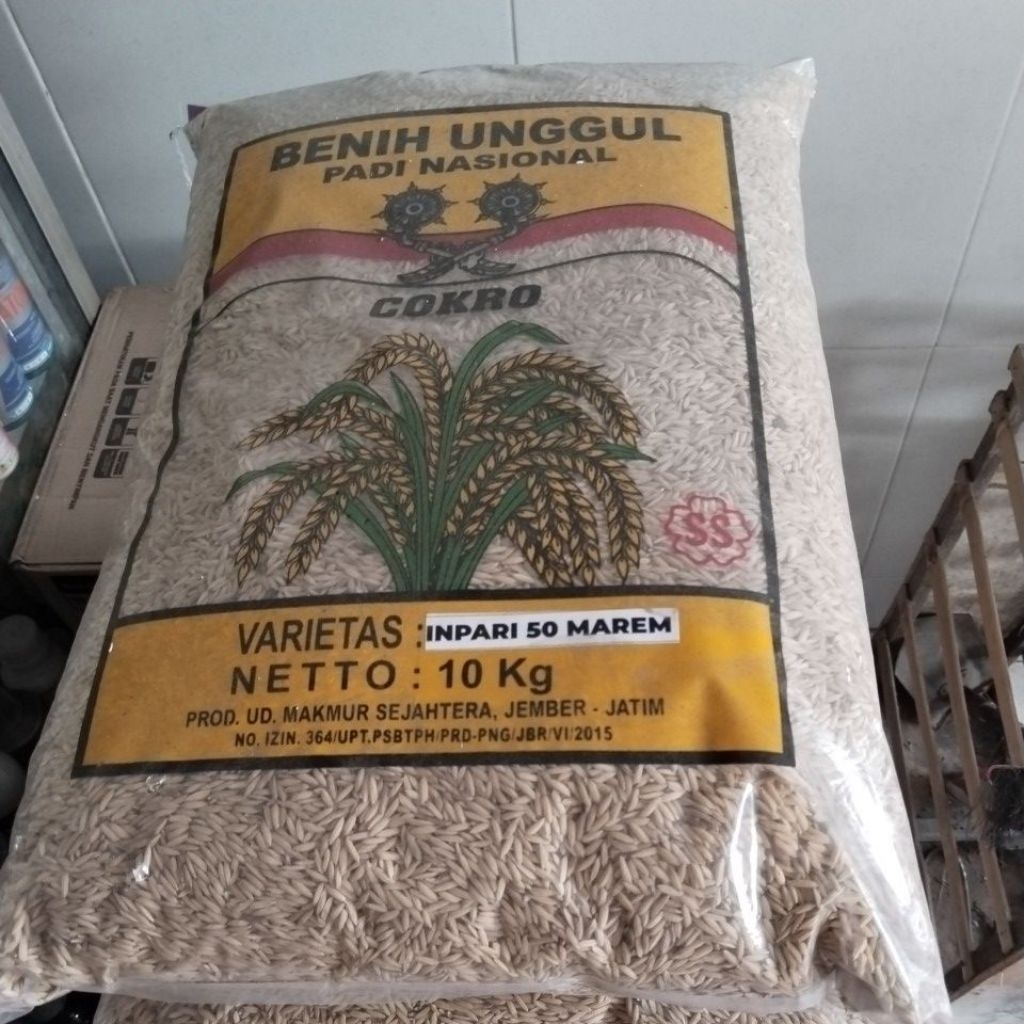 BENIH UNGGUL
PADI NASIONAL
COKRO
SS
VARIETAS : INPARI 50 MAREM
NETTO : 10 Kg
PROD. UD. MAKMUR SEJAHTERA, JEMBER - JATIM
NO. IZIN. 364/UPT.PSBTPH/PRD-PNG/JBR/VI/2015